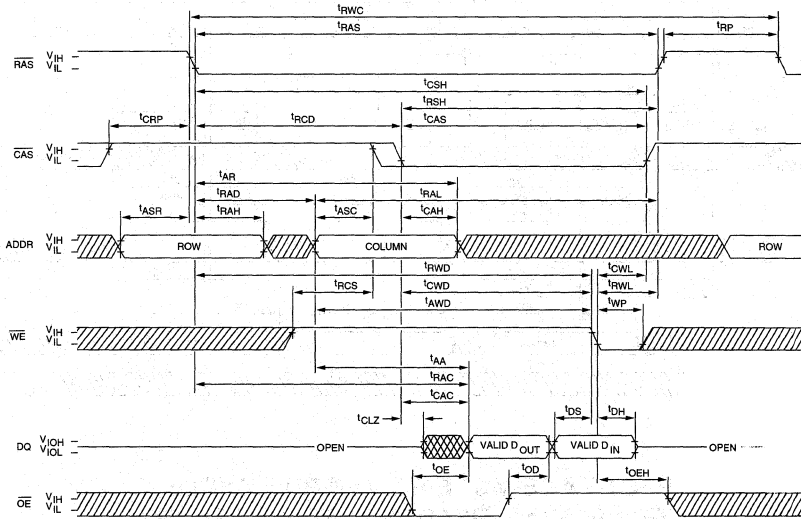 tRWC
tRAS
tRP
RAS VIH VIL
tCSH
tRSH
tCRP tRCD tCAS
CAS VIH VIL
tAR
tRAD tRAL
tASR tRAH tASC tCAH
ADDR VIH VIL ROW COLUMN ROW
tRWD tCWL
tRCS tCWD tRWL
tAWD tWP
WE VIH VIL
tAA
tRAC
tCAC
tCLZ tDS tDH
DQ VIOH VIOL OPEN VALID DOUT VALID DIN OPEN
tOE tOD tOEH
OE VIH VIL